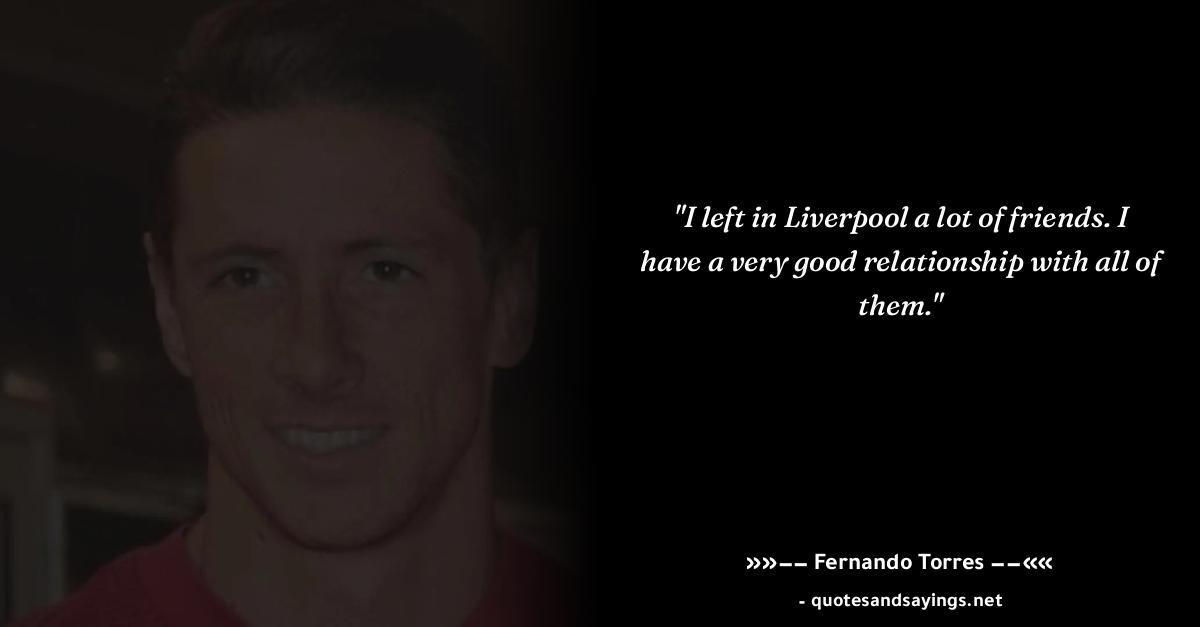 "I left in Liverpool a lot of friends. I
have a very good relationship with all of
them."
»»−− Fernando Torres −−««
- quotesandsayings.net